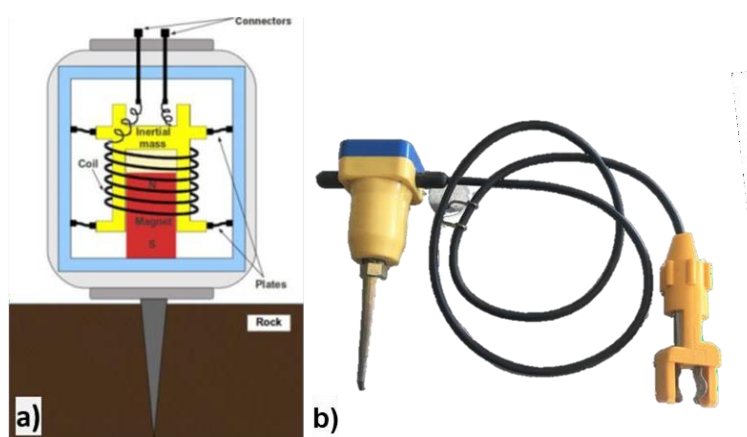 Connectors
Inertial
mass
Coil
N
Magnet
S
Plates
Rock
a)
b)